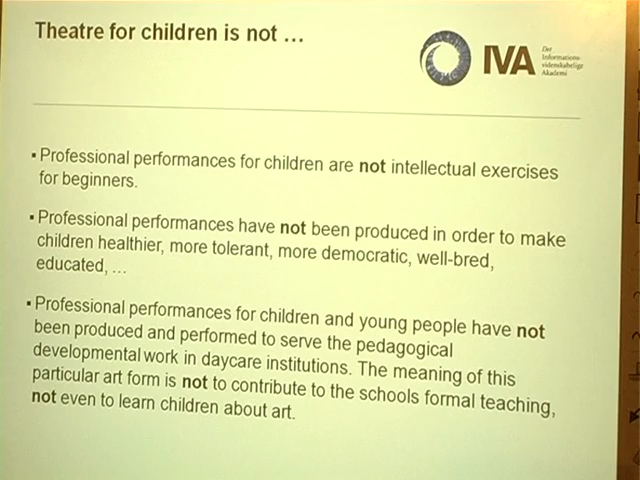 Theatre for children is not …
IVA
Det
Informations-
videnskabelige
Akademi
▪ Professional performances for children are not intellectual exercises
for beginners.
▪ Professional performances have not been produced in order to make
children healthier, more tolerant, more democratic, well-bred,
educated, …
▪ Professional performances for children and young people have not
been produced and performed to serve the pedagogical
developmental work in daycare institutions. The meaning of this
particular art form is not to contribute to the schools formal teaching,
not even to learn children about art.